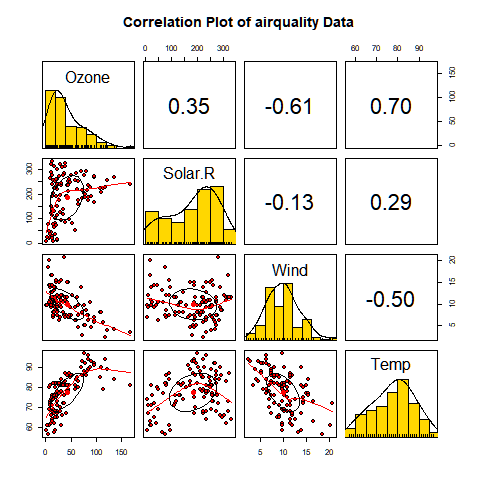 Correlation Plot of airquality Data
0 100 200 300
60 70 80 90
Ozone
0.35
-0.61
0.70
0 50 100 150
0 100 200 300
Solar.R
-0.13
0.29
Wind
-0.50
5 10 15 20
60 70 80 90
Temp
0 50 100 150
5 10 15 20